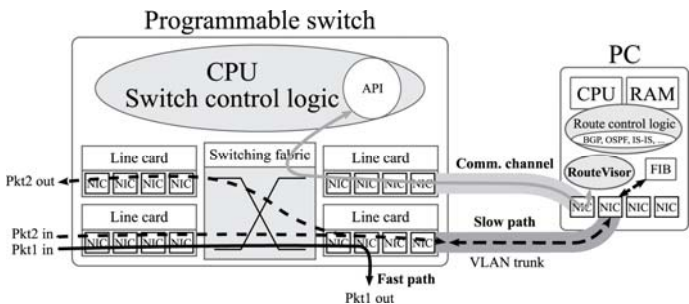 Programmable switch
PC
CPU
Switch control logic
API
CPU
RAM
Route control logic
BGP, OSPF, IS-IS, ...
RouteVisor
FIB
NIC
NIC
NIC
NIC
Line card
NIC
NIC
NIC
NIC
Switching fabric
Line card
NIC
NIC
NIC
NIC
Comm. channel
Pkt2 out
Line card
NIC
NIC
NIC
NIC
Line card
NIC
NIC
NIC
NIC
Pkt2 in
Pkt1 in
Slow path
VLAN trunk
Fast path
Pkt1 out